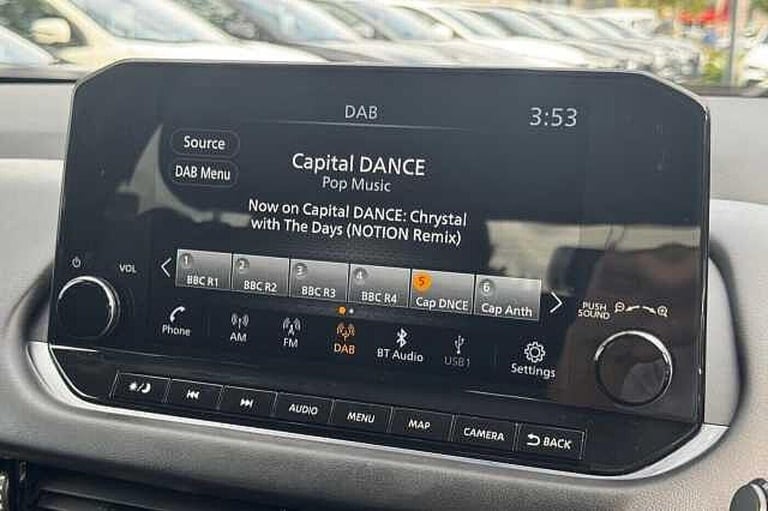 DAB
3:53
Source
DAB Menu
Capital DANCE
Pop Music
Now on Capital DANCE: Chrystal
with The Days (NOTION Remix)
VOL
1 BBC R1
2 BBC R2
3 BBC R3
4 BBC R4
5 Cap DNCE
6 Cap Anth
PUSH
SOUND
Phone
AM
FM
DAB
BT Audio
USB1
Settings
AUDIO
MENU
MAP
CAMERA
BACK